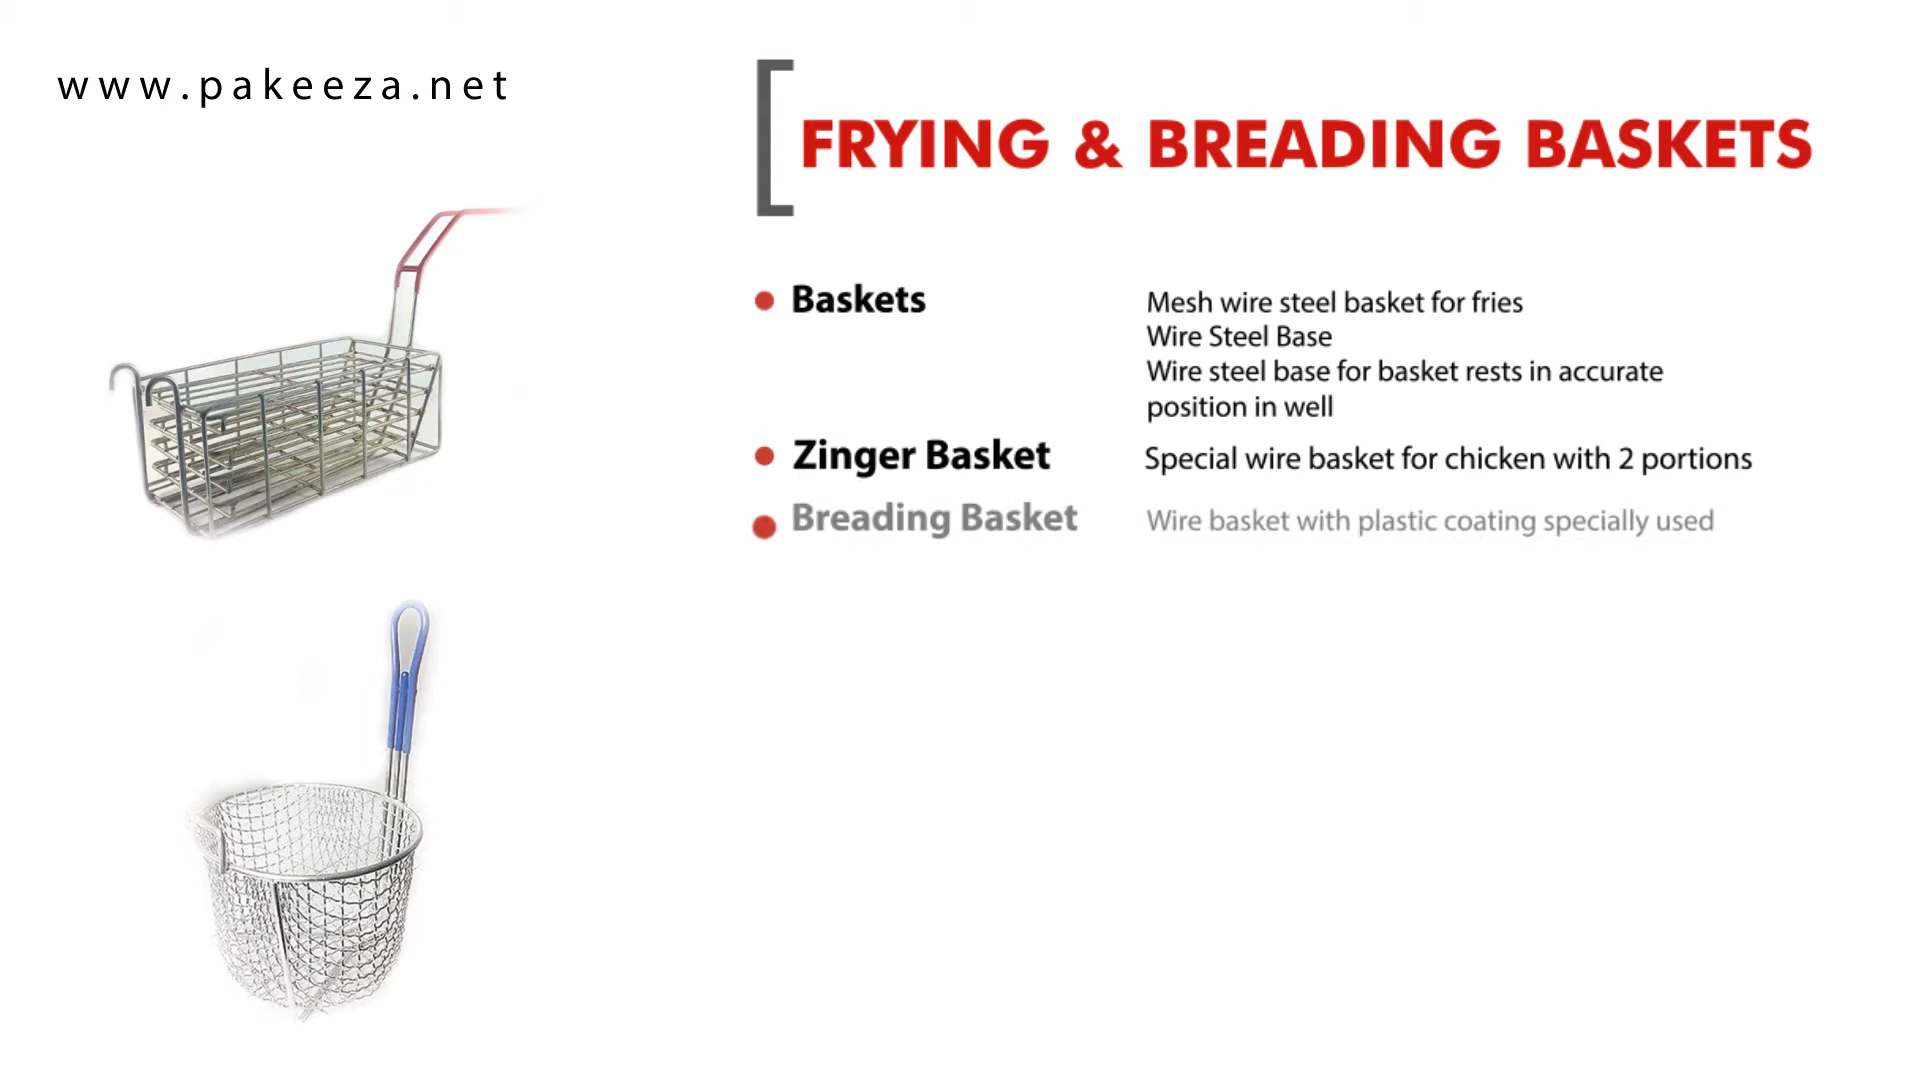 www.pakeeza.net
FRYING & BREADING BASKETS
Baskets
Mesh wire steel basket for fries
Wire Steel Base
Wire steel base for basket rests in accurate
position in well
Zinger Basket
Special wire basket for chicken with 2 portions
Breading Basket
Wire basket with plastic coating specially used